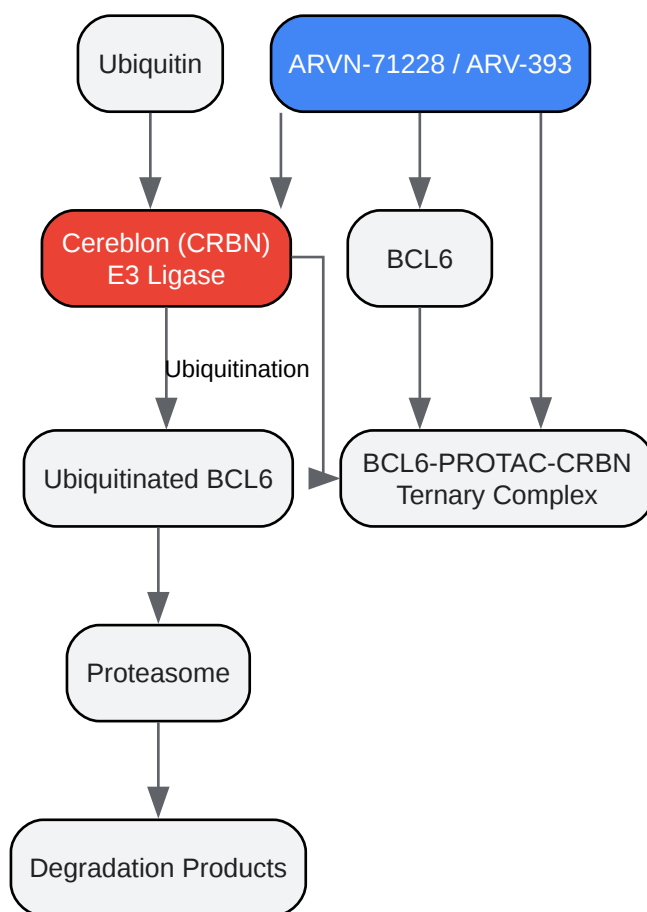 Ubiquitin
ARVN-71228 / ARV-393
Cereblon (CRBN)
E3 Ligase
BCL6
Ubiquitination
Ubiquitinated BCL6
BCL6-PROTAC-CRBN
Ternary Complex
Proteasome
Degradation Products